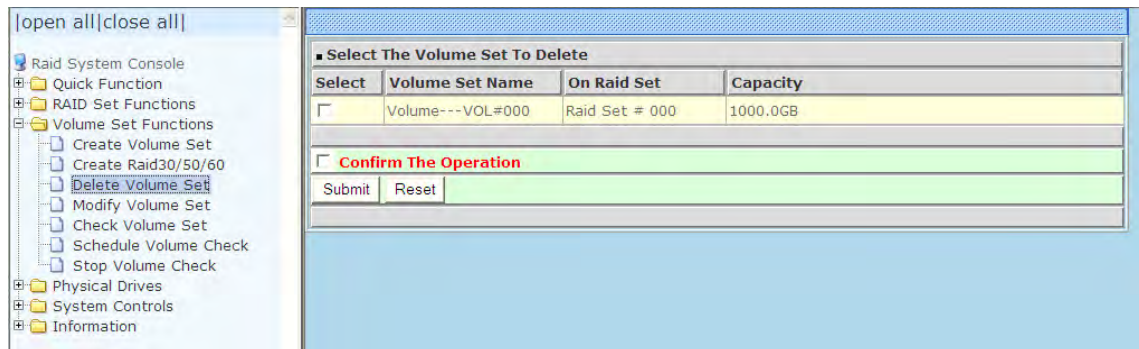 |open all|close all|
Raid System Console
Quick Function
RAID Set Functions
Volume Set Functions
Create Volume Set
Create Raid30/50/60
Delete Volume Set
Modify Volume Set
Check Volume Set
Schedule Volume Check
Stop Volume Check
Physical Drives
System Controls
Information
Select The Volume Set To Delete
Select Volume Set Name On Raid Set Capacity
Volume---VOL#000 Raid Set # 000 1000.0GB
Confirm The Operation
Submit Reset